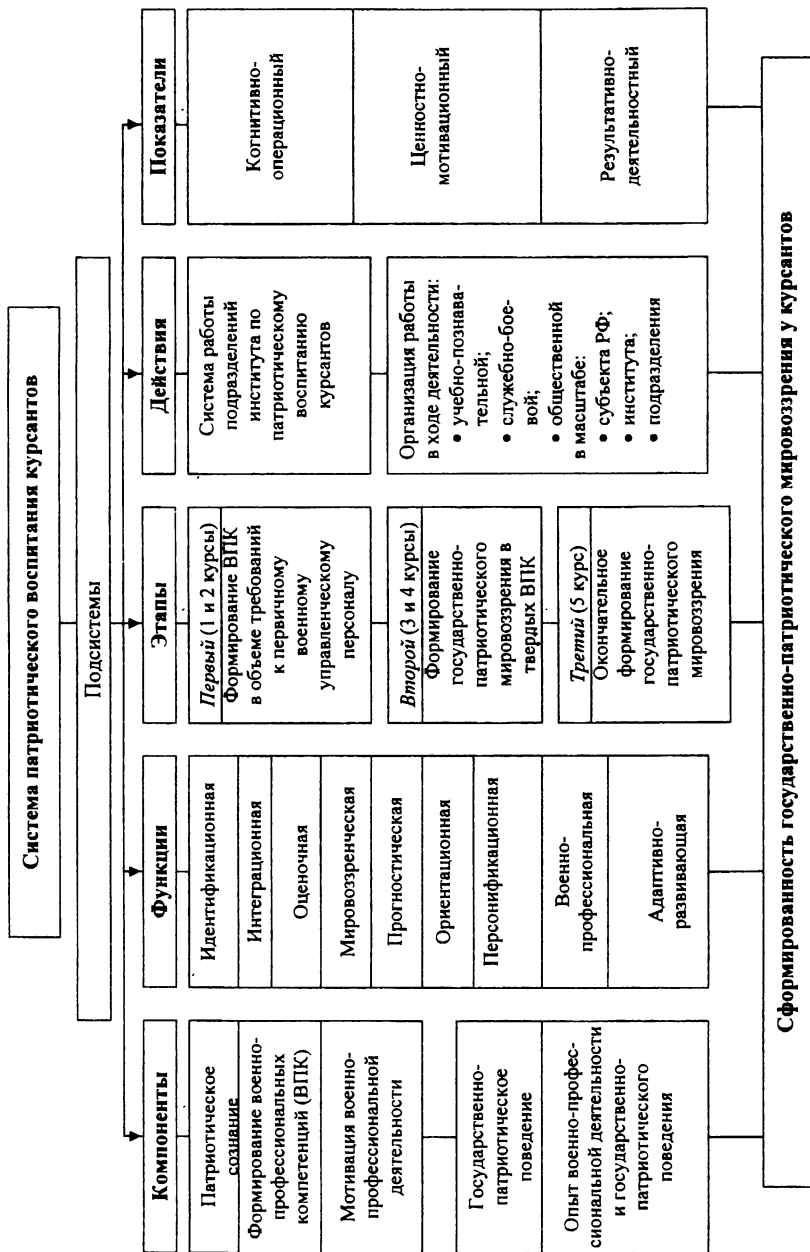 Система патриотического воспитания курсантов
Подсистемы
Компоненты
Патриотическое
сознание
Формирование военно-
профессиональных
компетенций (ВПК)
Мотивация военно-
профессиональной
деятельности
Государственно-
патриотическое
поведение
Опыт военно-профес-
сиональной деятельности
и государственно-
патриотического
поведения
Функции
Идентификационная
Интеграционная
Оценочная
Мировоззренческая
Прогностическая
Ориентационная
Персонификационная
Военно-
профессиональная
Адаптивно-
развивающая
Этапы
Первый (1 и 2 курсы)
Формирование ВПК
в объеме требований
к первичному
военному
управленческому
персоналу
Второй (3 и 4 курсы)
Формирование
государственно-
патриотического
мировоззрения в
твердых ВПК
Третий (5 курс)
Окончательное
формирование
государственно-
патриотического
мировоззрения
Действия
Система работы
подразделений
института по
патриотическому
воспитанию
курсантов
Организация работы
в ходе деятельности:
• учебно-познава-
тельной;
• служебно-бое-
вой;
• общественной
в масштабе:
• субъекта РФ;
• института;
• подразделения
Показатели
Когнитивно-
операционный
Ценностно-
мотивационный
Результативно-
деятельностный
Сформированность государственно-патриотического мировоззрения у курсантов